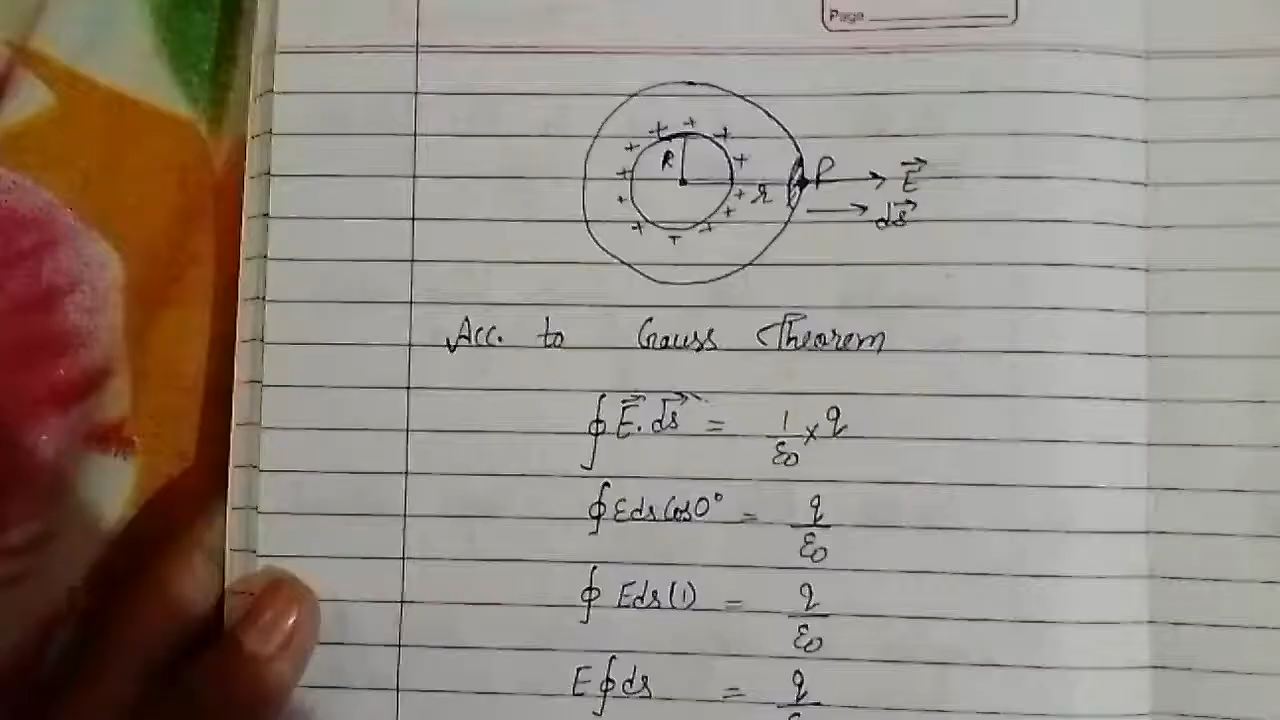 Page
R
r
P
E⃗
ds⃗
Acc. to Gauss Theorem
∮ E⃗.ds⃗ = 1/ε0 × q
∮ Eds Cos0° = q/ε0
∮ Eds(1) = q/ε0
E∮ds = q/